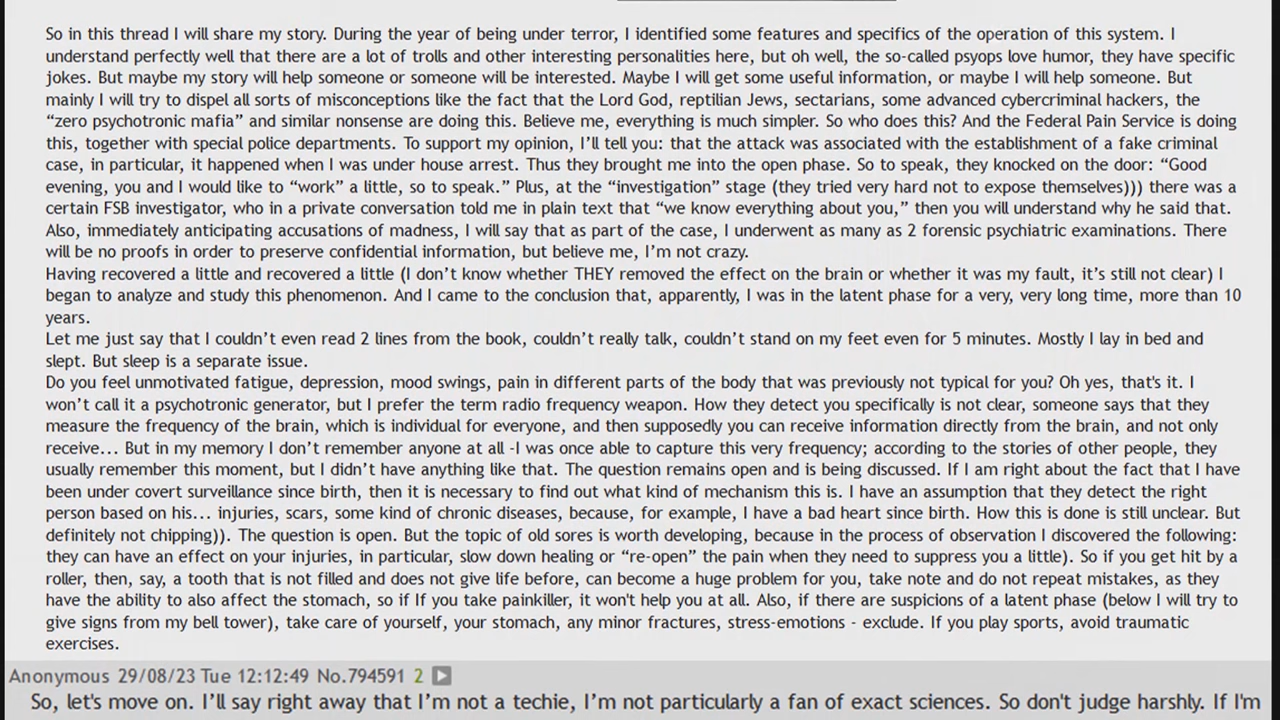 So in this thread I will share my story. During the year of being under terror, I identified some features and specifics of the operation of this system. I
understand perfectly well that there are a lot of trolls and other interesting personalities here, but oh well, the so-called psyops love humor, they have specific
jokes. But maybe my story will help someone or someone will be interested. Maybe I will get some useful information, or maybe I will help someone. But
mainly I will try to dispel all sorts of misconceptions like the fact that the Lord God, reptilian Jews, sectarians, some advanced cybercriminal hackers, the
“zero psychotronic mafia” and similar nonsense are doing this. Believe me, everything is much simpler. So who does this? And the Federal Pain Service is doing
this, together with special police departments. To support my opinion, I’ll tell you: that the attack was associated with the establishment of a fake criminal
case, in particular, it happened when I was under house arrest. Thus they brought me into the open phase. So to speak, they knocked on the door: “Good
evening, you and I would like to “work” a little, so to speak.” Plus, at the “investigation” stage (they tried very hard not to expose themselves))) there was a
certain FSB investigator, who in a private conversation told me in plain text that “we know everything about you,” then you will understand why he said that.
Also, immediately anticipating accusations of madness, I will say that as part of the case, I underwent as many as 2 forensic psychiatric examinations. There
will be no proofs in order to preserve confidential information, but believe me, I’m not crazy.
Having recovered a little and recovered a little (I don’t know whether THEY removed the effect on the brain or whether it was my fault, it’s still not clear) I
began to analyze and study this phenomenon. And I came to the conclusion that, apparently, I was in the latent phase for a very, very long time, more than 10
years.
Let me just say that I couldn’t even read 2 lines from the book, couldn’t really talk, couldn’t stand on my feet even for 5 minutes. Mostly I lay in bed and
slept. But sleep is a separate issue.
Do you feel unmotivated fatigue, depression, mood swings, pain in different parts of the body that was previously not typical for you? Oh yes, that's it. I
won’t call it a psychotronic generator, but I prefer the term radio frequency weapon. How they detect you specifically is not clear, someone says that they
measure the frequency of the brain, which is individual for everyone, and then supposedly you can receive information directly from the brain, and not only
receive... But in my memory I don’t remember anyone at all -I was once able to capture this very frequency; according to the stories of other people, they
usually remember this moment, but I didn’t have anything like that. The question remains open and is being discussed. If I am right about the fact that I have
been under covert surveillance since birth, then it is necessary to find out what kind of mechanism this is. I have an assumption that they detect the right
person based on his... injuries, scars, some kind of chronic diseases, because, for example, I have a bad heart since birth. How this is done is still unclear. But
definitely not chipping)). The question is open. But the topic of old sores is worth developing, because in the process of observation I discovered the following:
they can have an effect on your injuries, in particular, slow down healing or “re-open” the pain when they need to suppress you a little). So if you get hit by a
roller, then, say, a tooth that is not filled and does not give life before, can become a huge problem for you, take note and do not repeat mistakes, as they
have the ability to also affect the stomach, so if If you take painkiller, it won't help you at all. Also, if there are suspicions of a latent phase (below I will try to
give signs from my bell tower), take care of yourself, your stomach, any minor fractures, stress-emotions - exclude. If you play sports, avoid traumatic
exercises.
Anonymous 29/08/23 Tue 12:12:49 No.794591 2
So, let's move on. I’ll say right away that I’m not a techie, I’m not particularly a fan of exact sciences. So don't judge harshly. If I'm